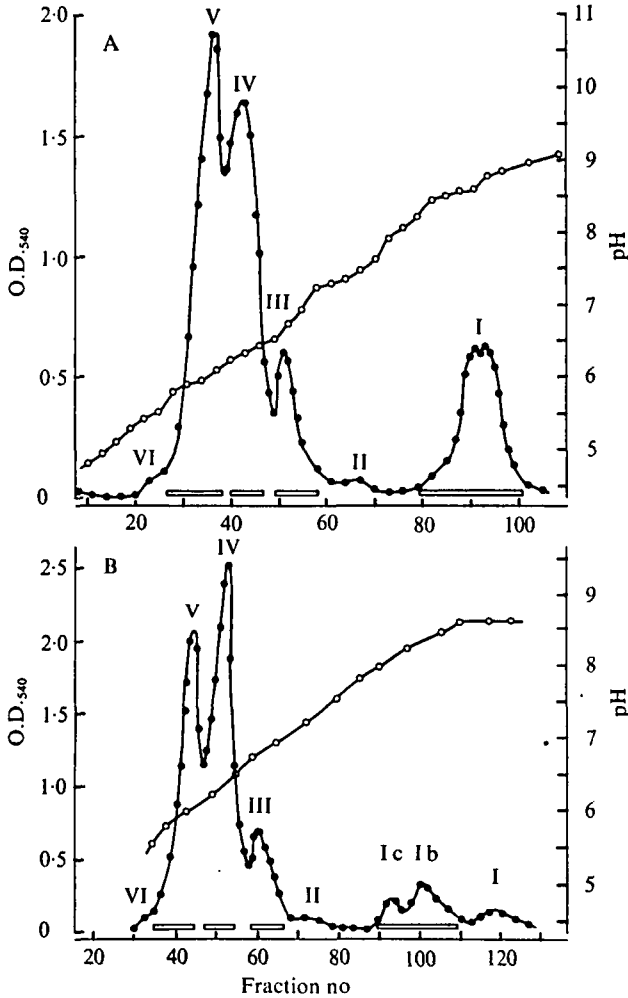 2·0
1·5
1·0
0·5
0
O.D.₅₄₀
A
V
IV
III
VI
II
I
11
10
9
8
7
6
5
pH
20 40 60 80 100
B
2·5
2·0
1·5
1·0
0·5
0
O.D.₅₄₀
IV
V
III
VI
II
Ic Ib
I
9
8
7
6
5
pH
20 40 60 80 100 120
Fraction no